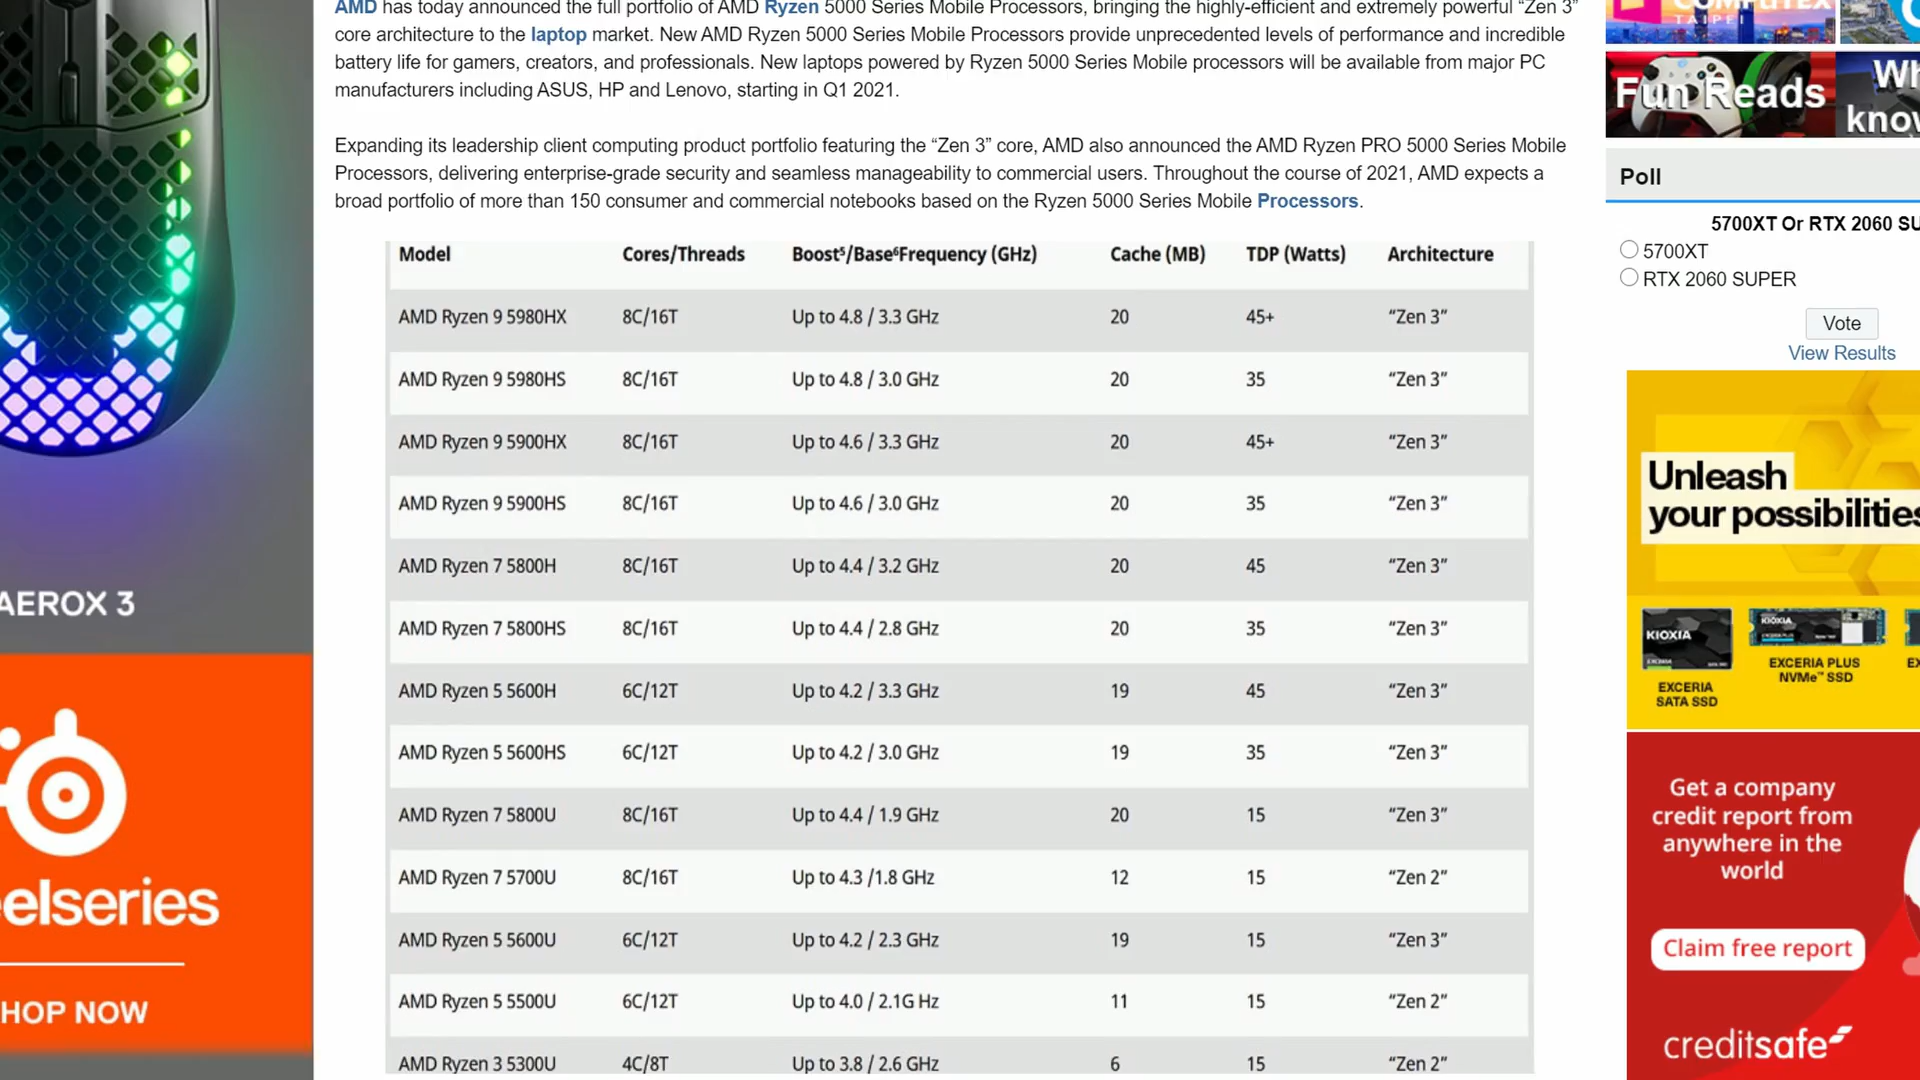 AMD has today announced the full portfolio of AMD Ryzen 5000 Series Mobile Processors, bringing the highly-efficient and extremely powerful “Zen 3”
core architecture to the laptop market. New AMD Ryzen 5000 Series Mobile Processors provide unprecedented levels of performance and incredible
battery life for gamers, creators, and professionals. New laptops powered by Ryzen 5000 Series Mobile processors will be available from major PC
manufacturers including ASUS, HP and Lenovo, starting in Q1 2021.
Expanding its leadership client computing product portfolio featuring the “Zen 3” core, AMD also announced the AMD Ryzen PRO 5000 Series Mobile
Processors, delivering enterprise-grade security and seamless manageability to commercial users. Throughout the course of 2021, AMD expects a
broad portfolio of more than 150 consumer and commercial notebooks based on the Ryzen 5000 Series Mobile Processors.
Model Cores/Threads Boost⁵/Base⁶Frequency (GHz) Cache (MB) TDP (Watts) Architecture
AMD Ryzen 9 5980HX 8C/16T Up to 4.8 / 3.3 GHz 20 45+ “Zen 3”
AMD Ryzen 9 5980HS 8C/16T Up to 4.8 / 3.0 GHz 20 35 “Zen 3”
AMD Ryzen 9 5900HX 8C/16T Up to 4.6 / 3.3 GHz 20 45+ “Zen 3”
AMD Ryzen 9 5900HS 8C/16T Up to 4.6 / 3.0 GHz 20 35 “Zen 3”
AMD Ryzen 7 5800H 8C/16T Up to 4.4 / 3.2 GHz 20 45 “Zen 3”
AMD Ryzen 7 5800HS 8C/16T Up to 4.4 / 2.8 GHz 20 35 “Zen 3”
AMD Ryzen 5 5600H 6C/12T Up to 4.2 / 3.3 GHz 19 45 “Zen 3”
AMD Ryzen 5 5600HS 6C/12T Up to 4.2 / 3.0 GHz 19 35 “Zen 3”
AMD Ryzen 7 5800U 8C/16T Up to 4.4 / 1.9 GHz 20 15 “Zen 3”
AMD Ryzen 7 5700U 8C/16T Up to 4.3 /1.8 GHz 12 15 “Zen 2”
AMD Ryzen 5 5600U 6C/12T Up to 4.2 / 2.3 GHz 19 15 “Zen 3”
AMD Ryzen 5 5500U 6C/12T Up to 4.0 / 2.1G Hz 11 15 “Zen 2”
AMD Ryzen 3 5300U 4C/8T Up to 3.8 / 2.6 GHz 6 15 “Zen 2”
AEROX 3
elseries
HOP NOW
TAIPEI
Fun Reads
Wh
know
Poll
5700XT Or RTX 2060 SU
5700XT
RTX 2060 SUPER
Vote
View Results
Unleash
your possibilities
KIOXIA
KIOXIA
EXCERIA
SATA SSD
EXCERIA PLUS
NVMe™ SSD
EX
Get a company
credit report from
anywhere in the
world
Claim free report
creditsafe